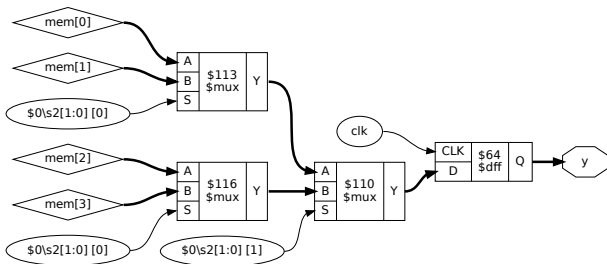 mem[0]
mem[1]
$0\s2[1:0] [0]
A
B
S
$113
$mux
Y
mem[2]
mem[3]
$0\s2[1:0] [0]
A
B
S
$116
$mux
Y
$0\s2[1:0] [1]
A
B
S
$110
$mux
Y
clk
CLK
D
$64
$dff
Q
y